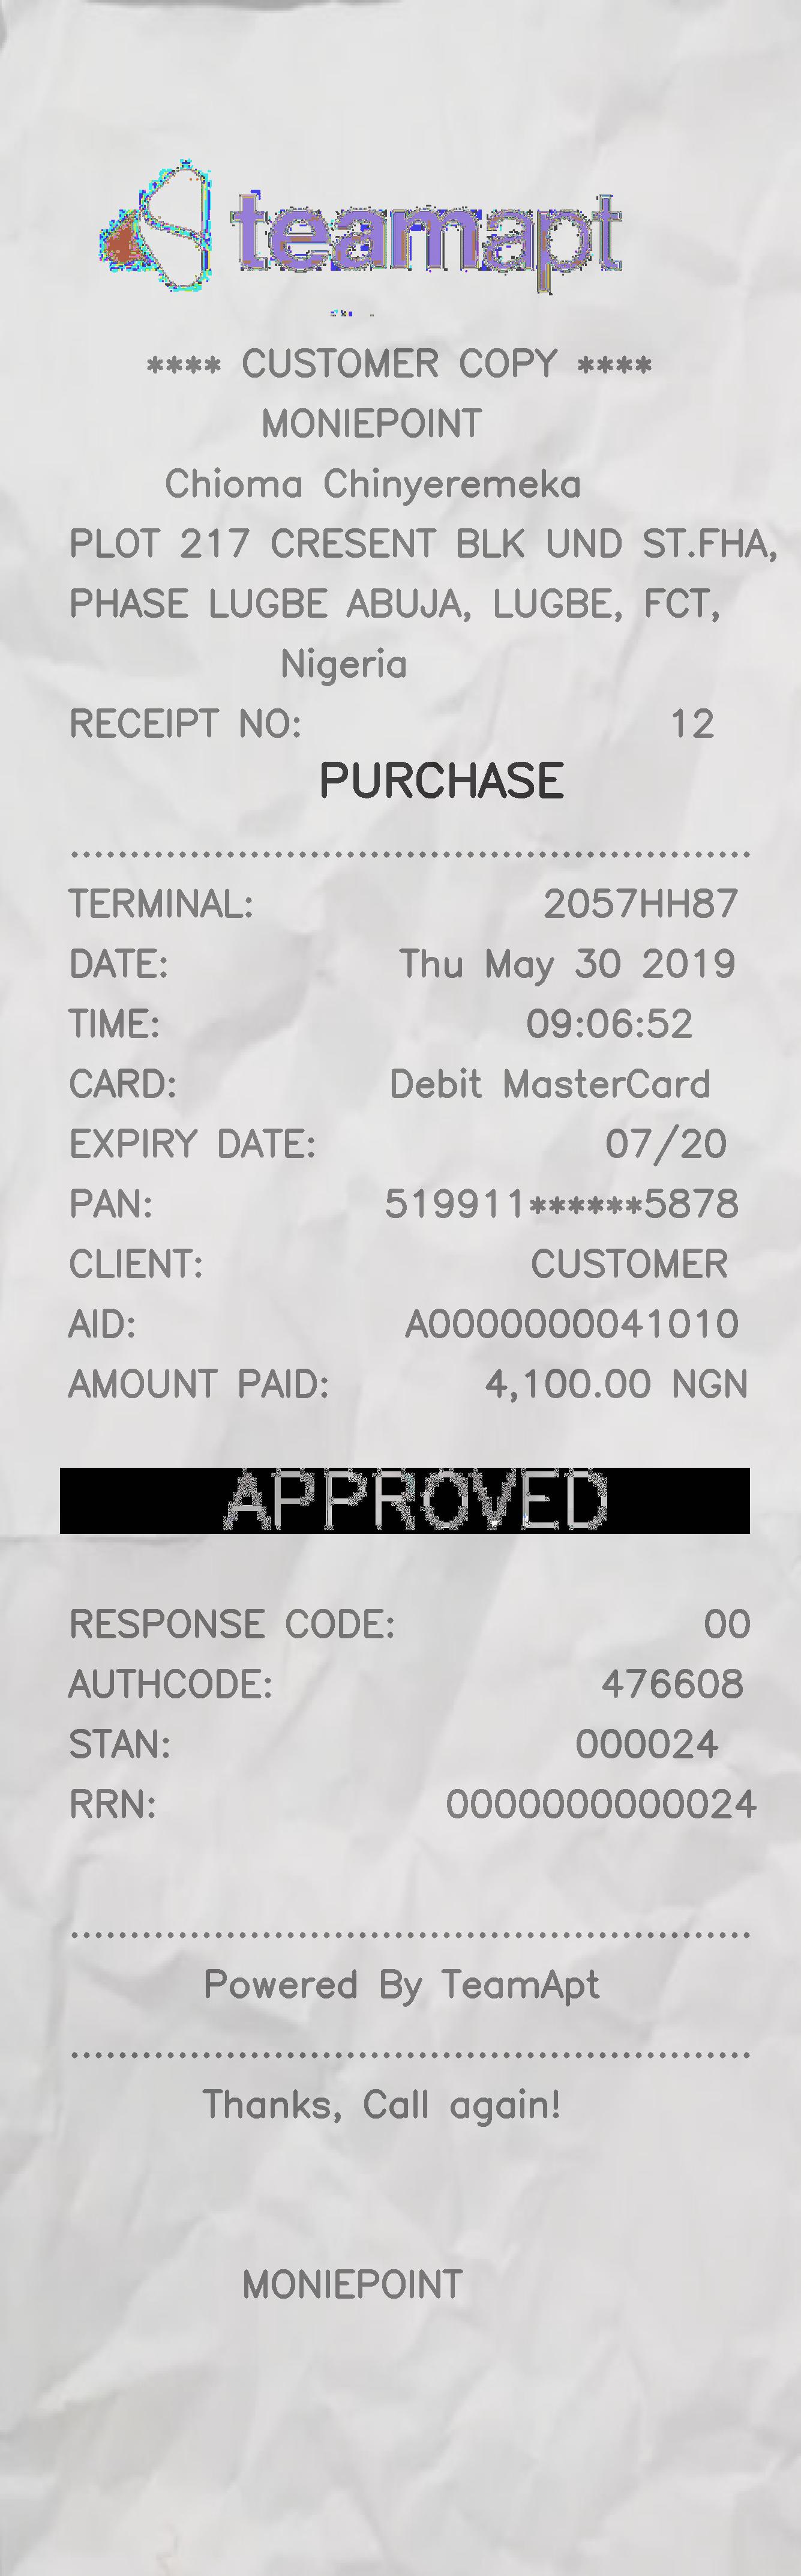 teamapt
**** CUSTOMER COPY ****
MONIEPOINT
Chioma Chinyeremeka
PLOT 217 CRESENT BLK UND ST.FHA,
PHASE LUGBE ABUJA, LUGBE, FCT,
Nigeria
RECEIPT NO: 12
PURCHASE
TERMINAL: 2057HH87
DATE: Thu May 30 2019
TIME: 09:06:52
CARD: Debit MasterCard
EXPIRY DATE: 07/20
PAN: 519911******5878
CLIENT: CUSTOMER
AID: A0000000041010
AMOUNT PAID: 4,100.00 NGN
APPROVED
RESPONSE CODE: 00
AUTHCODE: 476608
STAN: 000024
RRN: 0000000000024
Powered By TeamApt
Thanks, Call again!
MONIEPOINT